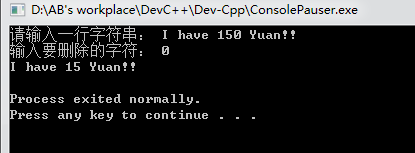 D:\AB's workplace\DevC++\Dev-Cpp\ConsolePauser.exe
请输入一行字符串： I have 150 Yuan!!
输入要删除的字符： 0
I have 15 Yuan!!
Process exited normally.
Press any key to continue . . .